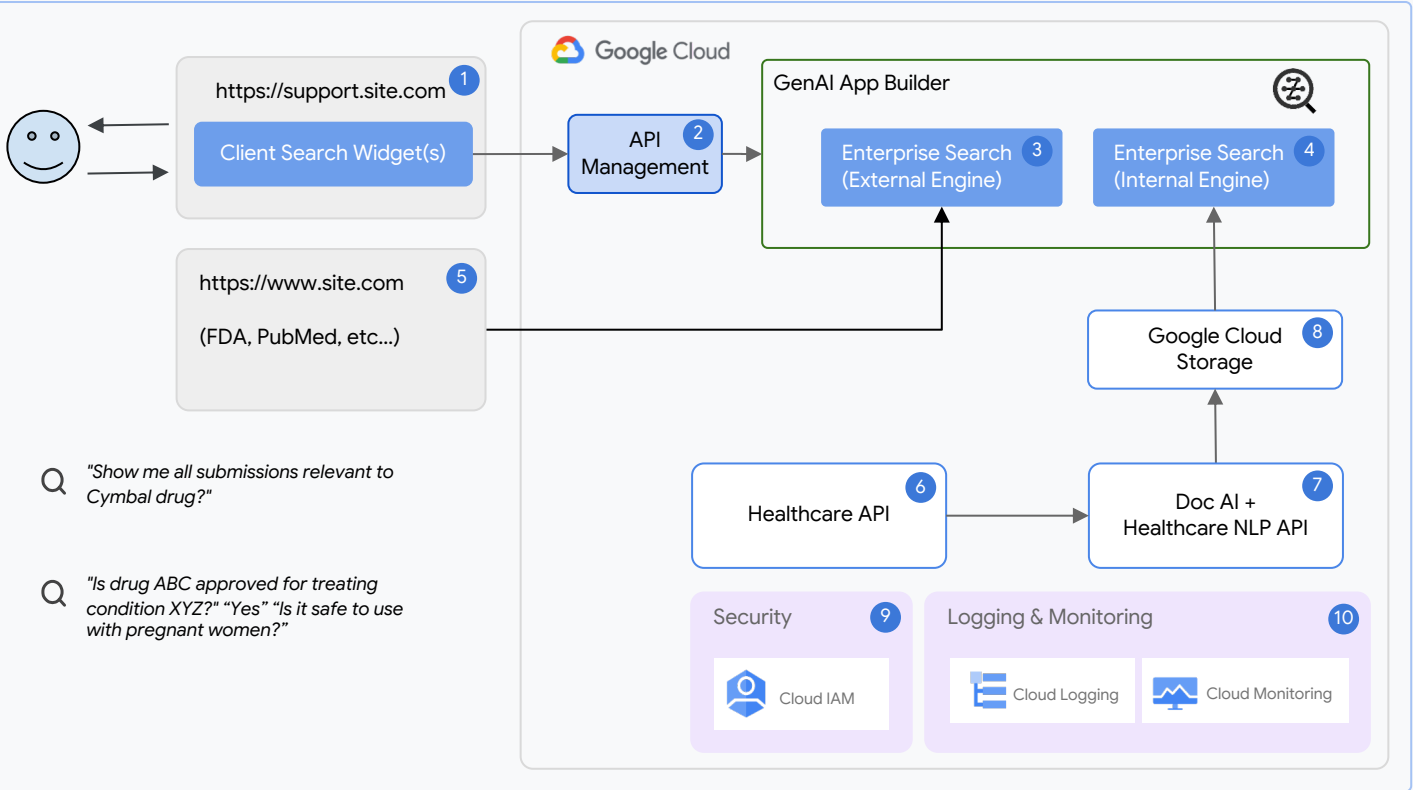 Google Cloud
https://support.site.com
1
Client Search Widget(s)
API
Management
2
GenAI App Builder
Enterprise Search
(External Engine)
3
Enterprise Search
(Internal Engine)
4
https://www.site.com
5
(FDA, PubMed, etc...)
Google Cloud
Storage
8
"Show me all submissions relevant to
Cymbal drug?"
Healthcare API
6
Doc AI +
Healthcare NLP API
7
"Is drug ABC approved for treating
condition XYZ?" “Yes” “Is it safe to use
with pregnant women?”
Security
9
Cloud IAM
Logging & Monitoring
10
Cloud Logging
Cloud Monitoring